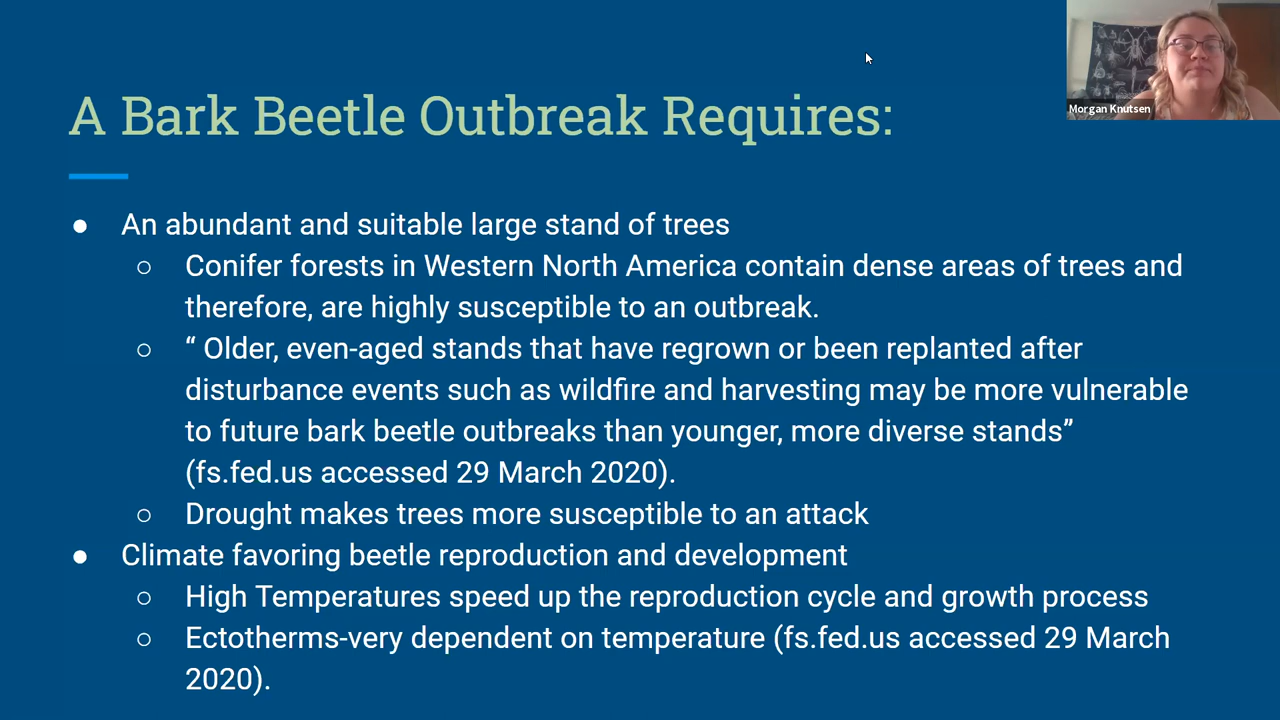 A Bark Beetle Outbreak Requires:
Morgan Knutsen
● An abundant and suitable large stand of trees
○ Conifer forests in Western North America contain dense areas of trees and
therefore, are highly susceptible to an outbreak.
○ “ Older, even-aged stands that have regrown or been replanted after
disturbance events such as wildfire and harvesting may be more vulnerable
to future bark beetle outbreaks than younger, more diverse stands”
(fs.fed.us accessed 29 March 2020).
○ Drought makes trees more susceptible to an attack
● Climate favoring beetle reproduction and development
○ High Temperatures speed up the reproduction cycle and growth process
○ Ectotherms-very dependent on temperature (fs.fed.us accessed 29 March
2020).